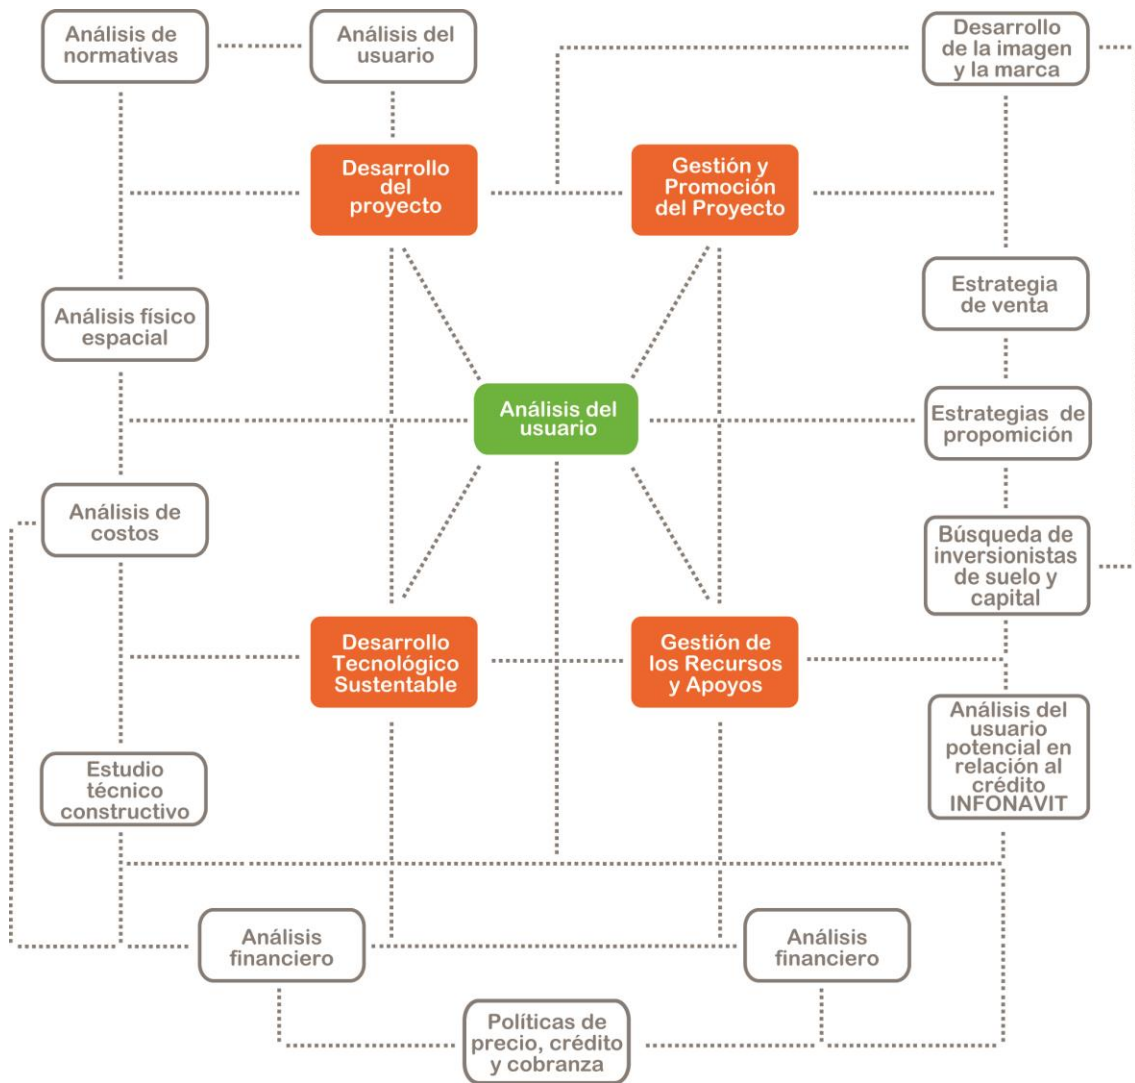 Análisis de
normativas
Análisis del
usuario
Desarrollo
de la imagen
y la marca
Desarrollo
del
proyecto
Gestión y
Promoción
del Proyecto
Análisis físico
espacial
Estrategia
de venta
Análisis del
usuario
Estrategias de
propomición
Análisis de
costos
Búsqueda de
inversionistas
de suelo y
capital
Desarrollo
Tecnológico
Sustentable
Gestión de
los Recursos
y Apoyos
Estudio
técnico
constructivo
Análisis del
usuario
potencial en
relación al
crédito
INFONAVIT
Análisis
financiero
Análisis
financiero
Políticas de
precio, crédito
y cobranza